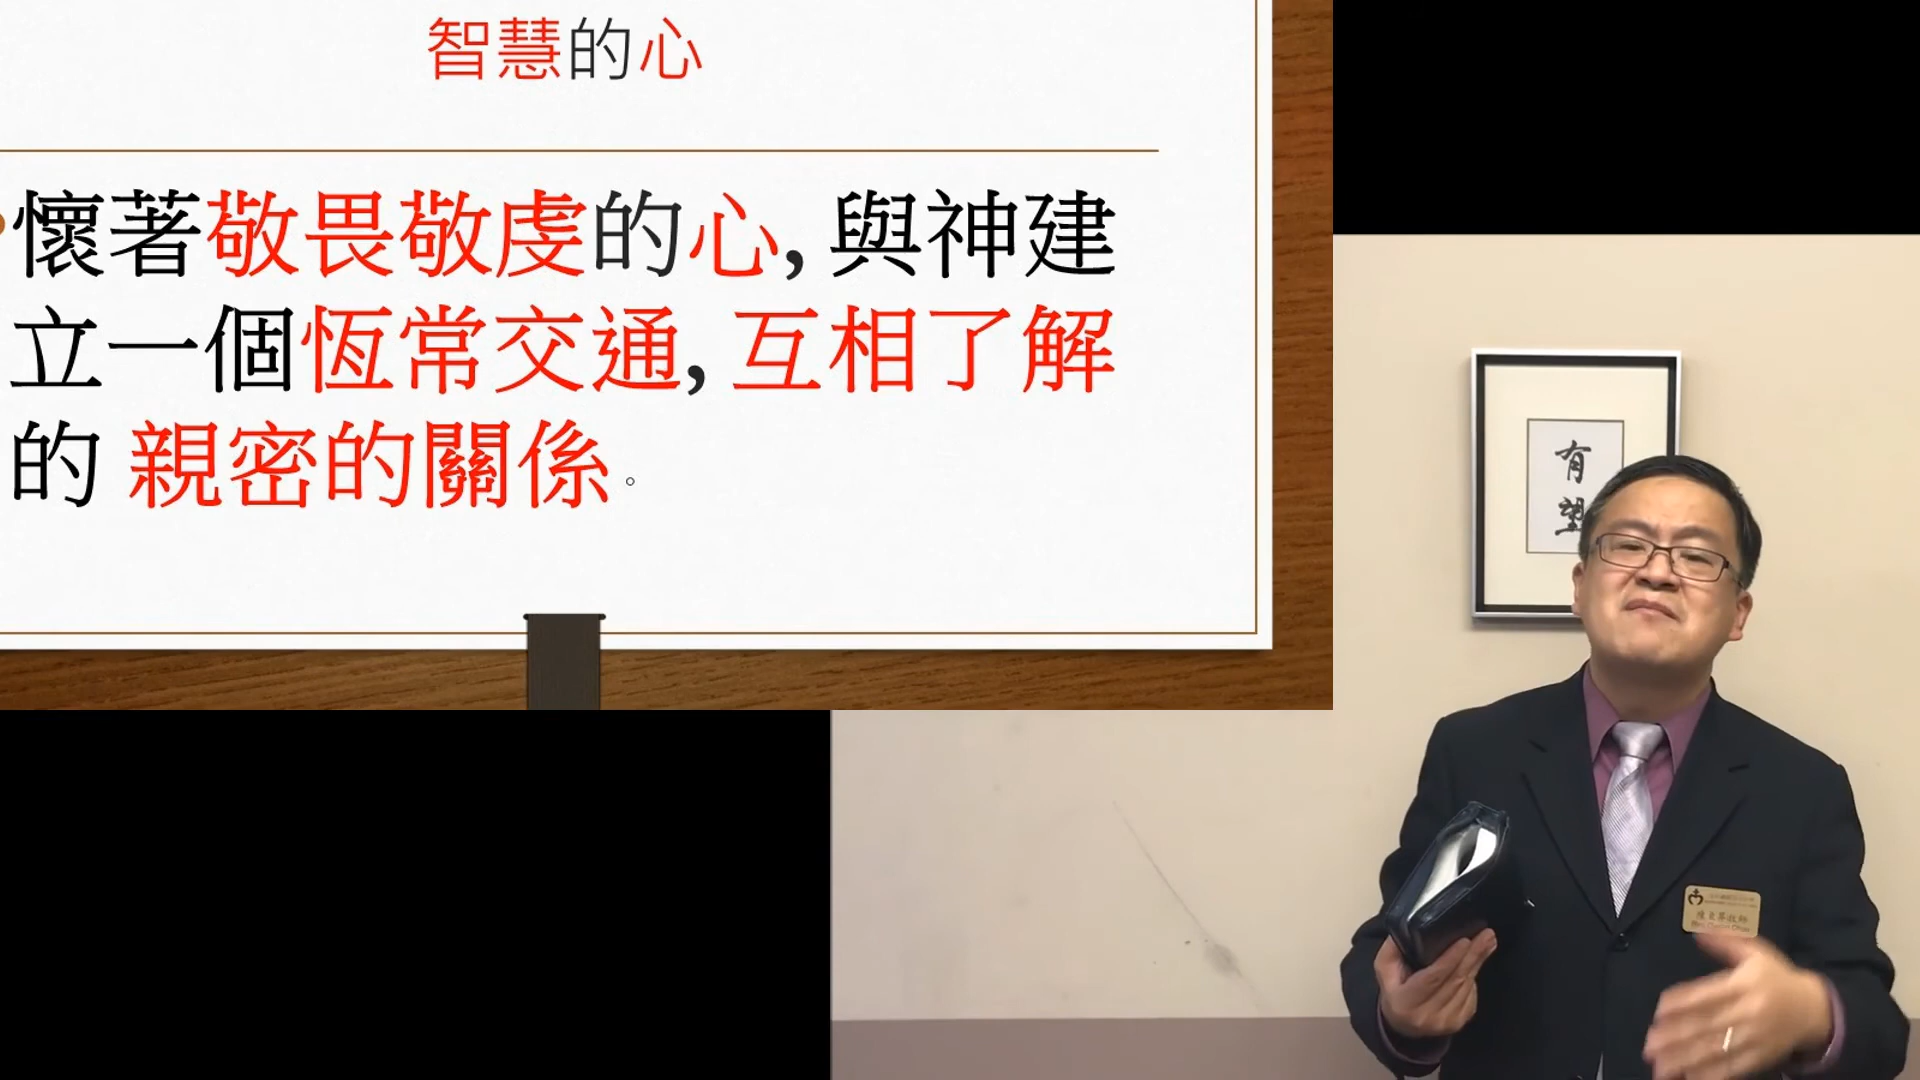 智慧的心
懷著敬畏敬虔的心, 與神建
立一個恆常交通, 互相了解
的 親密的關係。
有
望